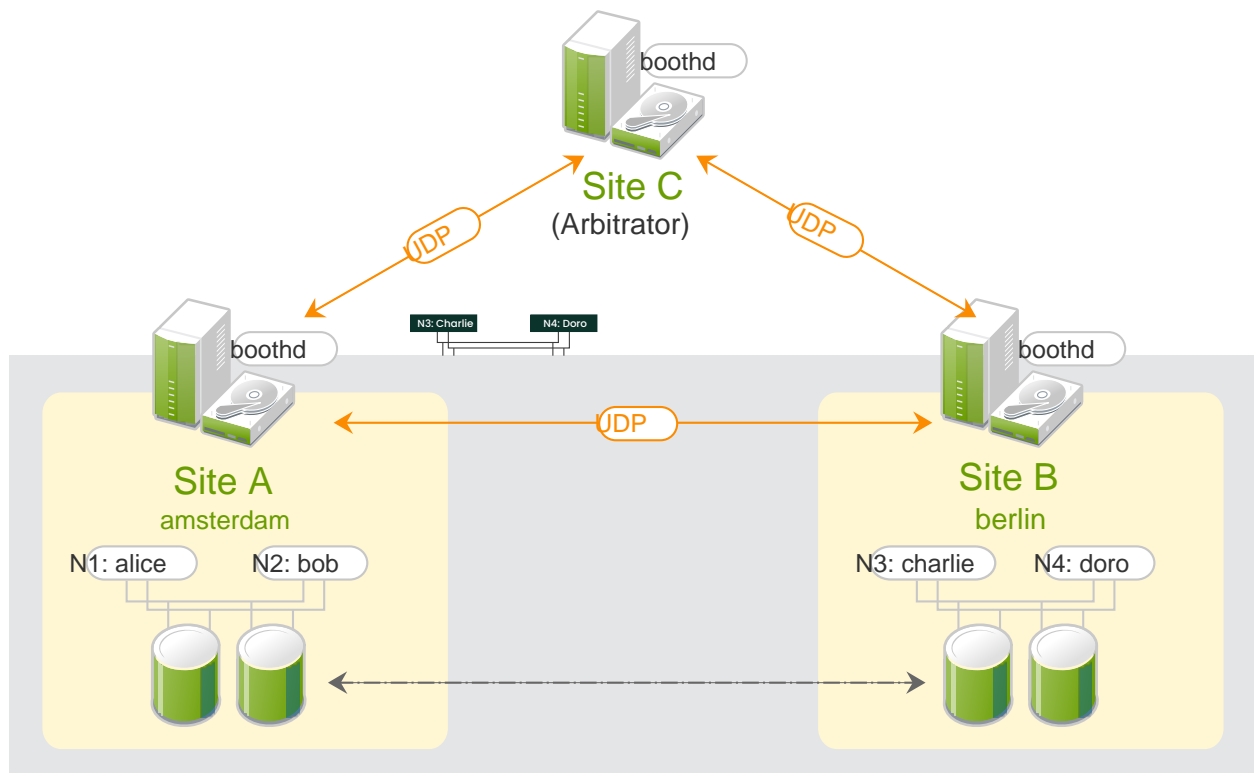 boothd
Site C
(Arbitrator)
UDP
UDP
N3: Charlie
N4: Doro
boothd
boothd
UDP
Site A
amsterdam
Site B
berlin
N1: alice
N2: bob
N3: charlie
N4: doro